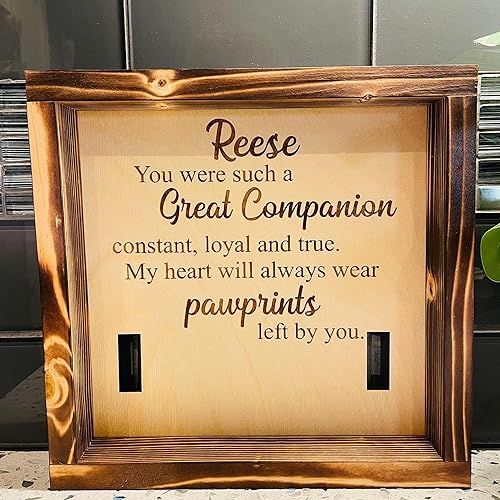 Reese
You were such a
Great Companion
constant, loyal and true.
My heart will always wear
pawprints
left by you.